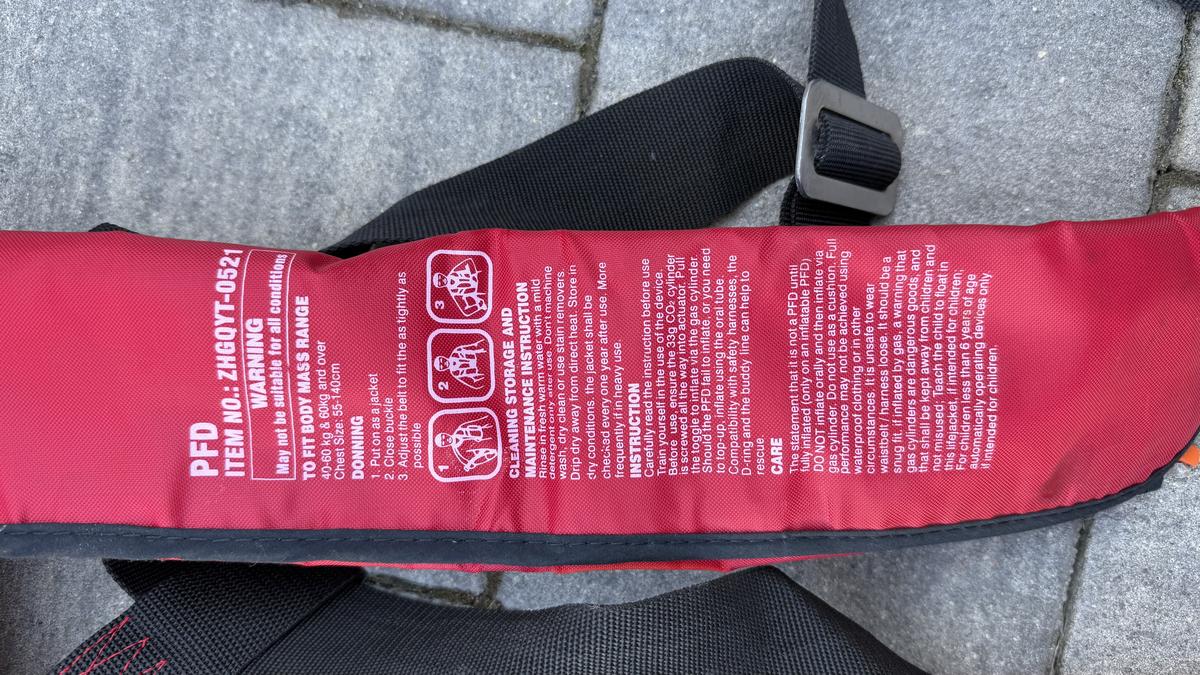 PFD
ITEM NO.: ZHGQYT-0521
WARNING
May not be suitable for all conditions
TO FIT BODY MASS RANGE
40-60 kg & 60kg and over
Chest Size: 55-140cm
DONNING
1. Put on as a jacket
2. Close buckle
3. Adjust the belt to fit the as tightly as
possible
1 2 3
CLEANING STORAGE AND
MAINTENANCE INSTRUCTION
Rinse in fresh warm water with a mild
detergent only after use. Don't machine
wash, dry clean or use stain removers.
Drip dry away from direct heat. Store in
dry conditions. the jacket shall be
checked every one year after use. More
frequently if in heavy use.
INSTRUCTION
Carefully read the instruction before use
Train yourself in the use of the device.
Before use, ensure the 33g CO₂ cylinder
is screwed all the way into actuator. Pull
the toggle to inflate via the gas cylinder.
Should the PFD fail to inflate, or you need
to top-up, inflate using the oral tube.
Compatibility with safety harnesses, the
D-ring and the buddy line can help to
rescue.
CARE
The statement that it is not a PFD until
fully inflated (only on an inflatable PFD)
DO NOT inflate orally and then inflate via
gas cylinder. Do not use as a cushion. Full
performance may not be achieved using
waterproof clothing or in other
circumstances. It is unsafe to wear
waistbelt / harness loose. It should be a
snug fit, if inflated by gas, a warning that
gas cylinders are dangerous goods, and
that shall be kept away from children and
not misused. Teach the child to float in
this lifejacket, if intended for children;
For children less than 6 years of age
automatically operating devices only
if intended for children.